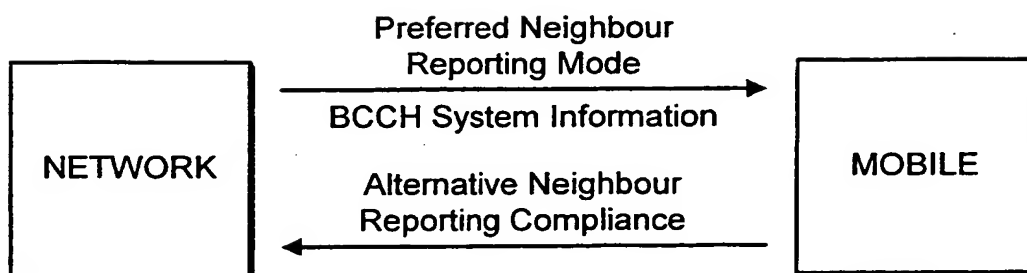 Preferred Neighbour
Reporting Mode
BCCH System Information
NETWORK
MOBILE
Alternative Neighbour
Reporting Compliance